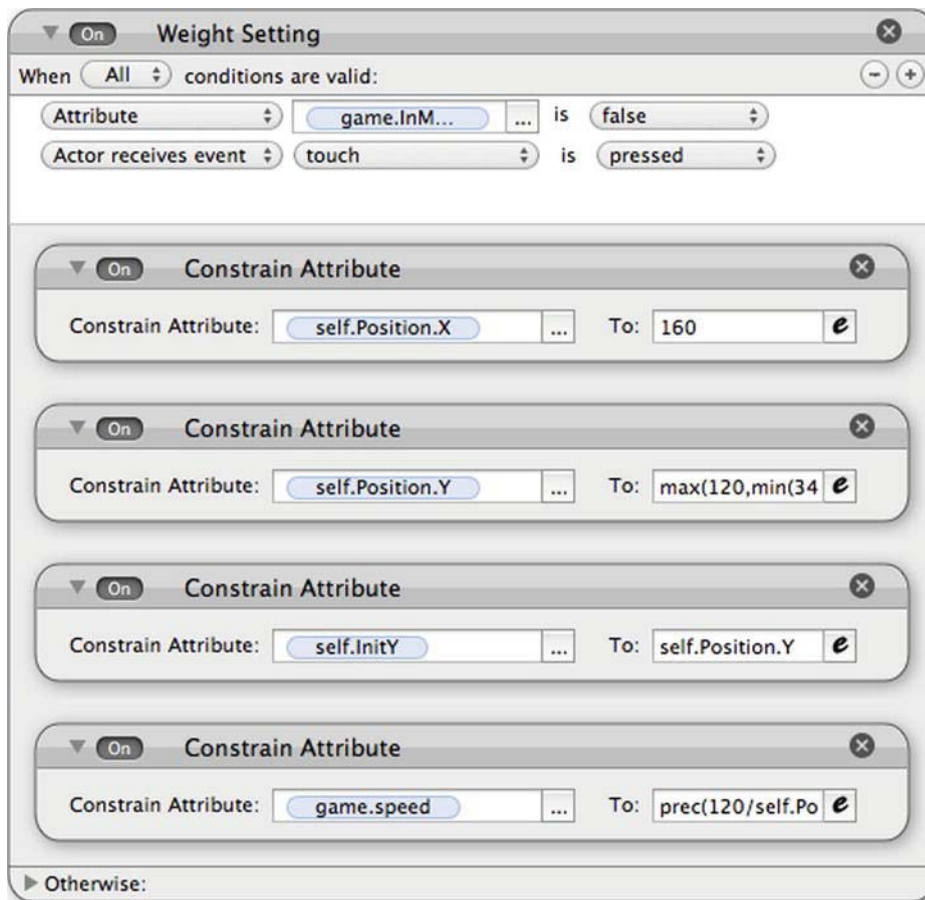 On Weight Setting
When All conditions are valid:
Attribute game.InM... ... is false
Actor receives event touch is pressed
On Constrain Attribute
Constrain Attribute: self.Position.X ... To: 160 e
On Constrain Attribute
Constrain Attribute: self.Position.Y ... To: max(120,min(34 e
On Constrain Attribute
Constrain Attribute: self.InitY ... To: self.Position.Y e
On Constrain Attribute
Constrain Attribute: game.speed ... To: prec(120/self.Po e
Otherwise: